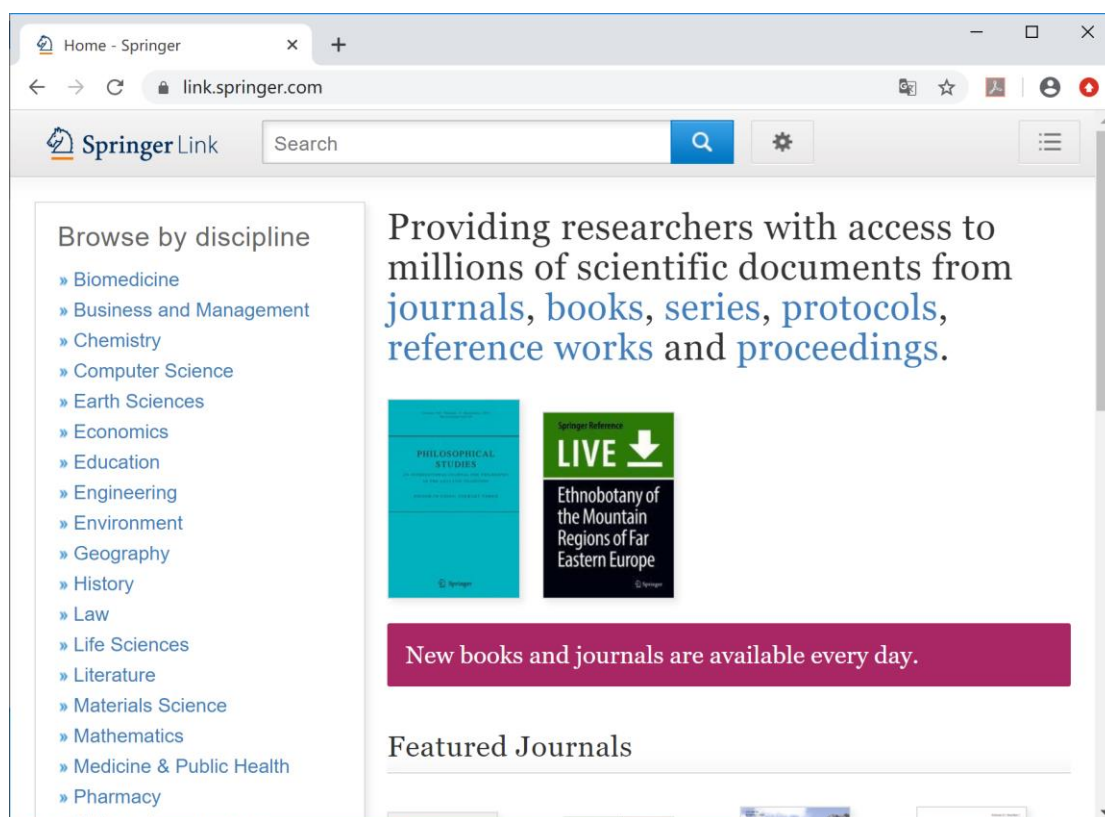 Home - Springer
link.springer.com
Springer Link
Search
Browse by discipline
» Biomedicine
» Business and Management
» Chemistry
» Computer Science
» Earth Sciences
» Economics
» Education
» Engineering
» Environment
» Geography
» History
» Law
» Life Sciences
» Literature
» Materials Science
» Mathematics
» Medicine & Public Health
» Pharmacy
Providing researchers with access to
millions of scientific documents from
journals, books, series, protocols,
reference works and proceedings.
PHILOSOPHICAL
STUDIES
Springer
Springer Reference
LIVE
Ethnobotany of
the Mountain
Regions of Far
Eastern Europe
Springer
New books and journals are available every day.
Featured Journals